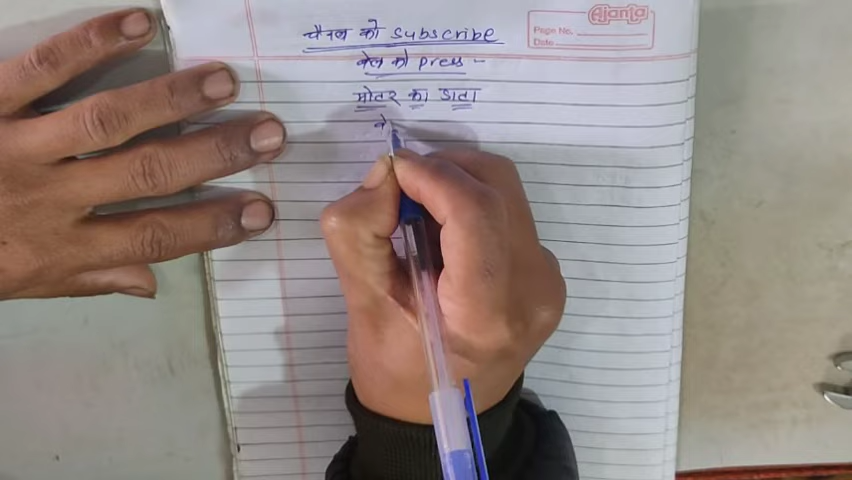 Ajanta
Page No.
Date
चैनल को subscribe
बेल को press -
मोटर का डाटा
के